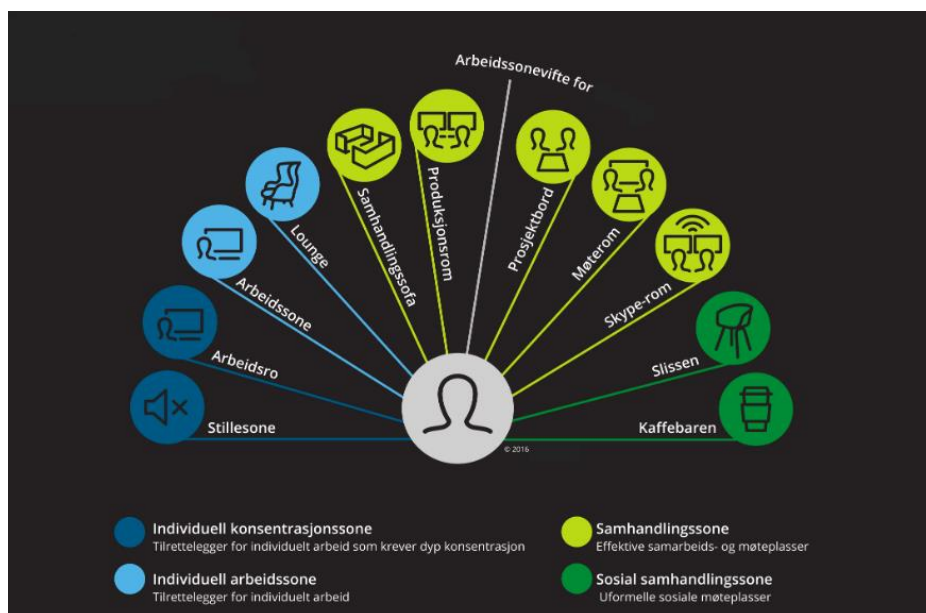 Arbeidssonevifte for
Produksjonsrom
Samhandlingssofa
Prosjektbord
Lounge
Møterom
Arbeidssone
Skype-rom
Arbeidsro
Slissen
Stillesone
Kaffebaren
© 2016
Individuell konsentrasjonssone
Tilrettelegger for individuelt arbeid som krever dyp konsentrasjon
Individuell arbeidssone
Tilrettelegger for individuelt arbeid
Samhandlingssone
Effektive samarbeids- og møteplasser
Sosial samhandlingssone
Uformelle sosiale møteplasser